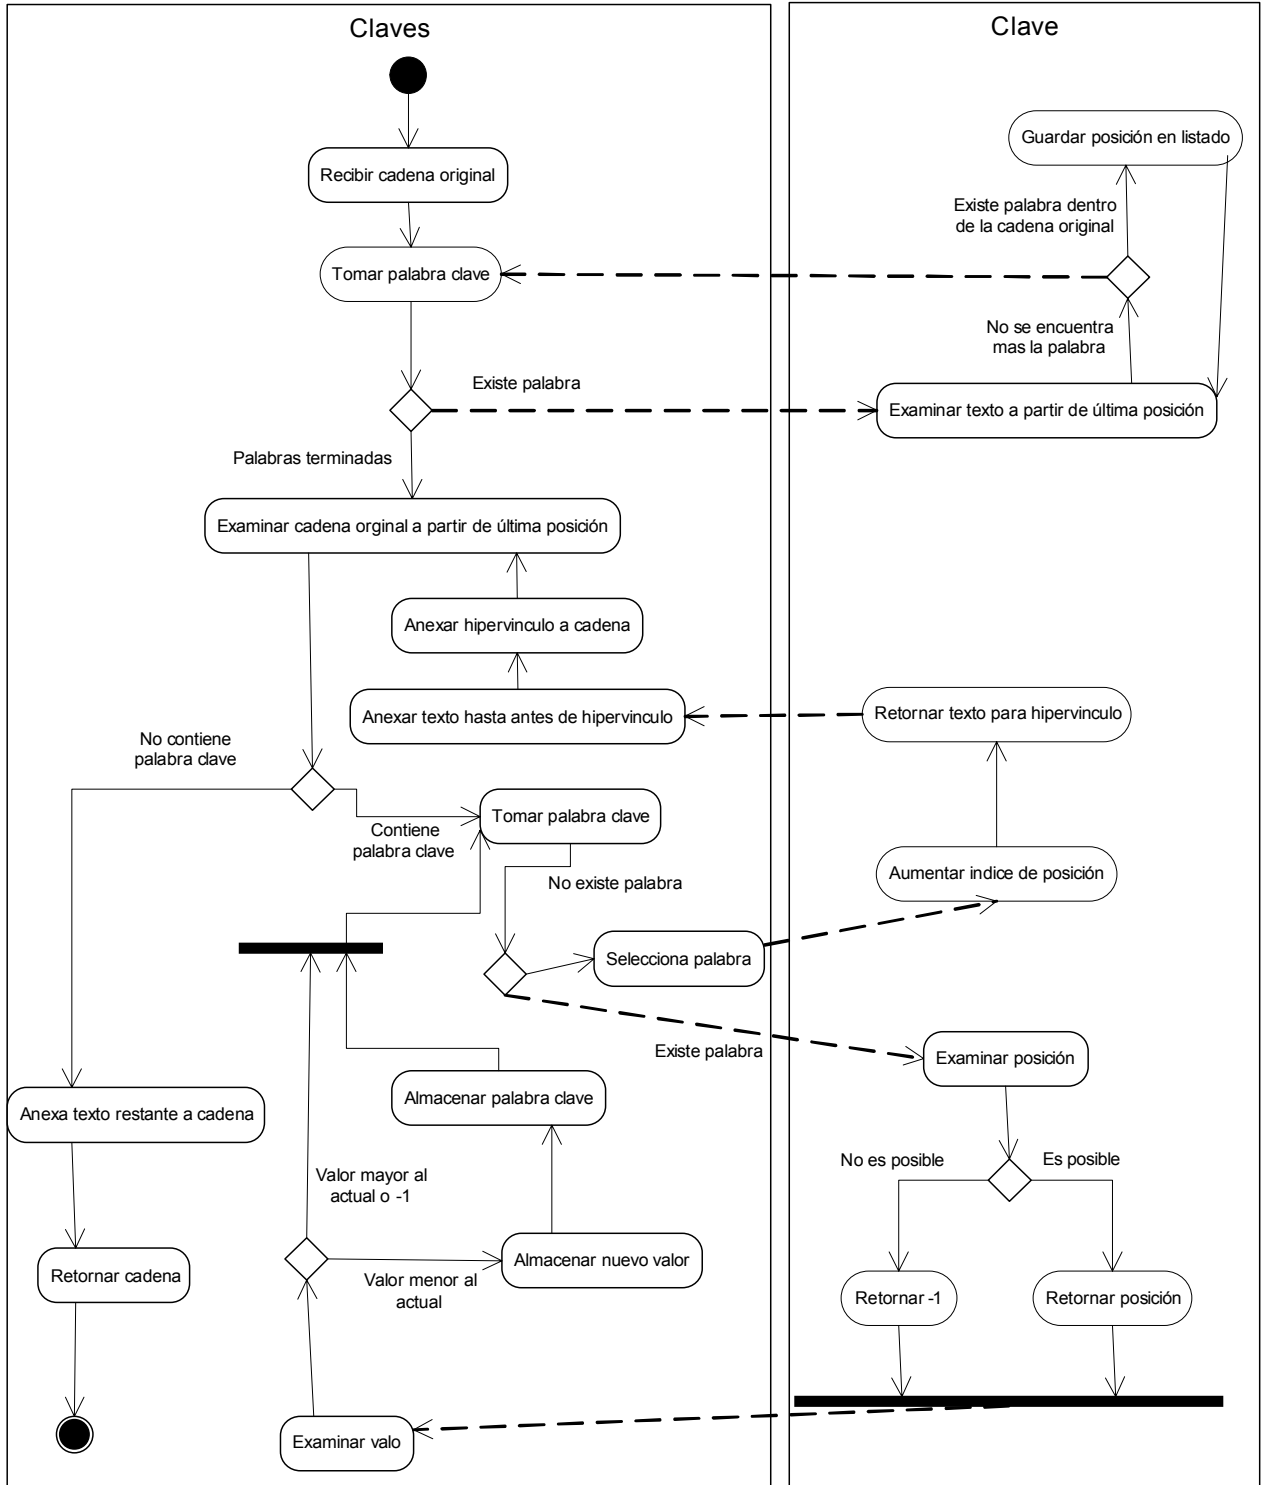 Claves
Clave
Guardar posición en listado
Recibir cadena original
Existe palabra dentro
de la cadena original
Tomar palabra clave
No se encuentra
mas la palabra
Existe palabra
Examinar texto a partir de última posición
Palabras terminadas
Examinar cadena orginal a partir de última posición
Anexar hipervinculo a cadena
Anexar texto hasta antes de hipervinculo
Retornar texto para hipervinculo
No contiene
palabra clave
Tomar palabra clave
Contiene
palabra clave
Aumentar indice de posición
No existe palabra
Selecciona palabra
Existe palabra
Examinar posición
Anexa texto restante a cadena
Almacenar palabra clave
No es posible
Es posible
Valor mayor al
actual o -1
Retornar cadena
Almacenar nuevo valor
Valor menor al
actual
Retornar -1
Retornar posición
Examinar valo